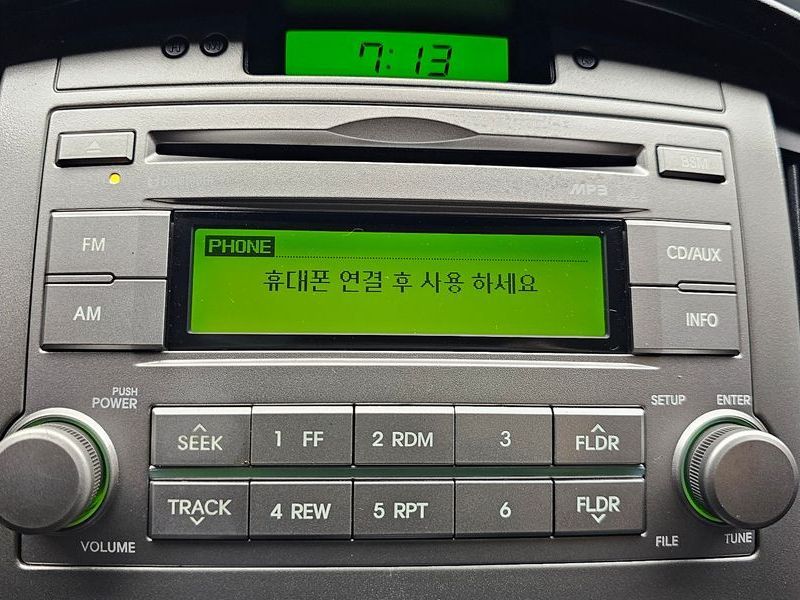 H
M
7:13
BSM
MP3
FM
PHONE
CD/AUX
휴대폰 연결 후 사용 하세요
AM
INFO
PUSH
POWER
SETUP
ENTER
SEEK
1 FF
2 RDM
3
FLDR
TRACK
4 REW
5 RPT
6
FLDR
VOLUME
FILE
TUNE